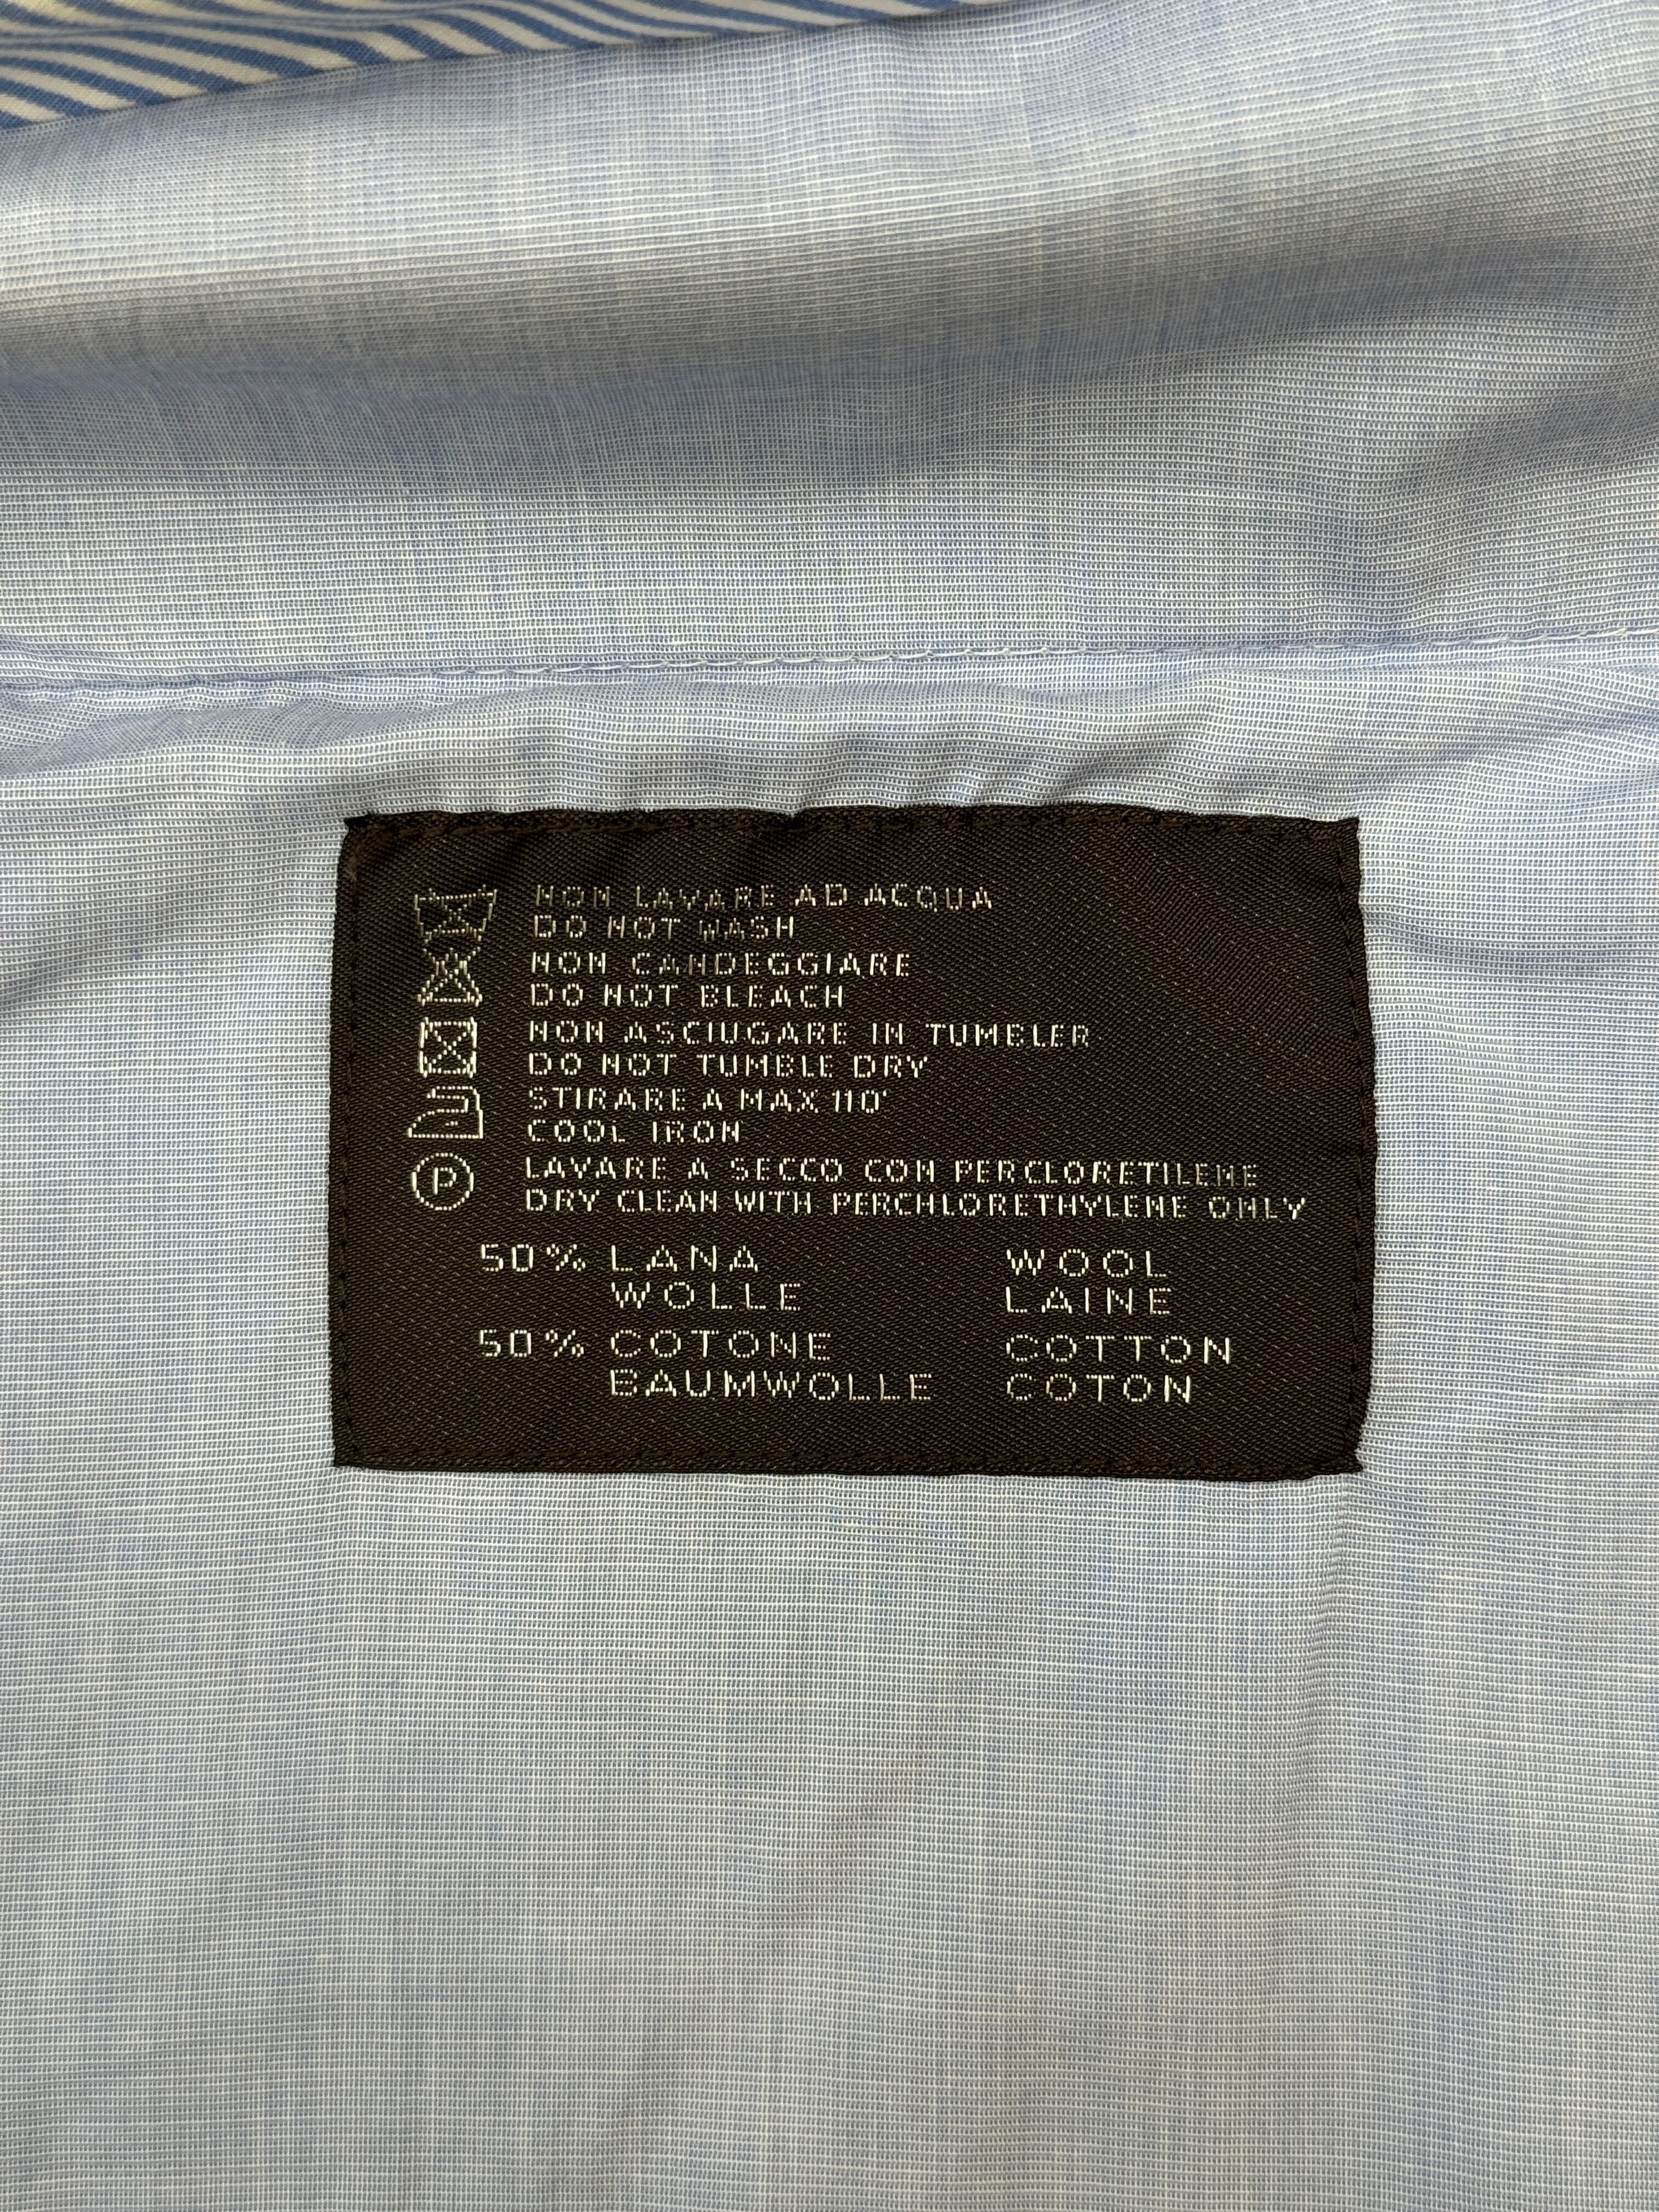 NON LAVARE AD ACQUA
DO NOT WASH
NON CANDEGGIARE
DO NOT BLEACH
NON ASCIUGARE IN TUMBLER
DO NOT TUMBLE DRY
STIRARE A MAX 110°
COOL IRON
P
LAVARE A SECCO CON PERCLORETILENE
DRY CLEAN WITH PERCHLORETHYLENE ONLY
50% LANA WOOL
WOLLE LAINE
50% COTONE COTTON
BAUMWOLLE COTON